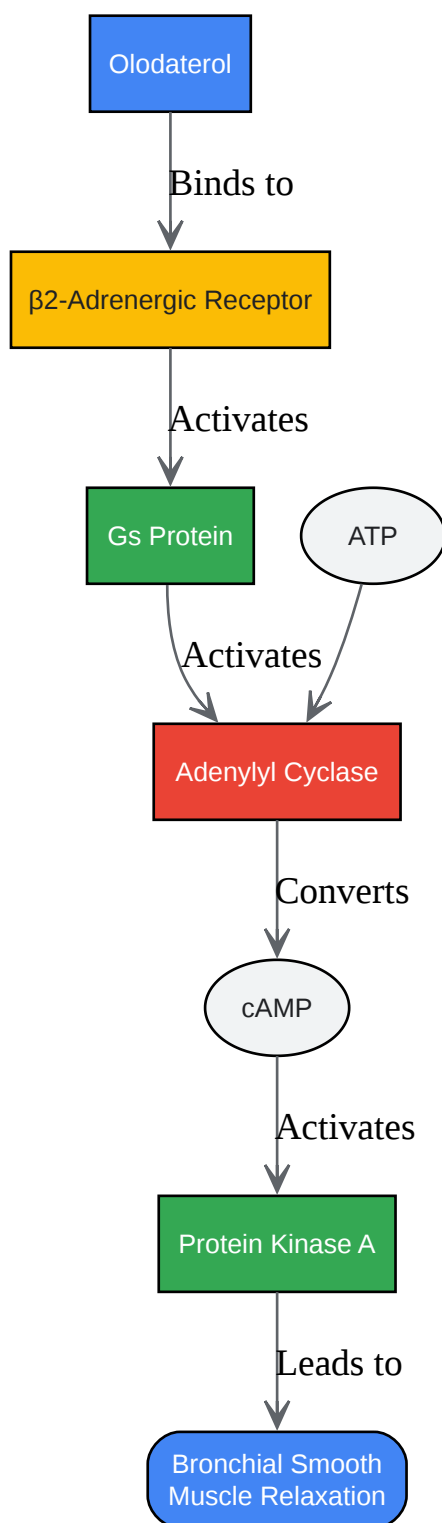 Olodaterol
Binds to
β2-Adrenergic Receptor
Activates
Gs Protein
ATP
Activates
Adenylyl Cyclase
Converts
cAMP
Activates
Protein Kinase A
Leads to
Bronchial Smooth
Muscle Relaxation